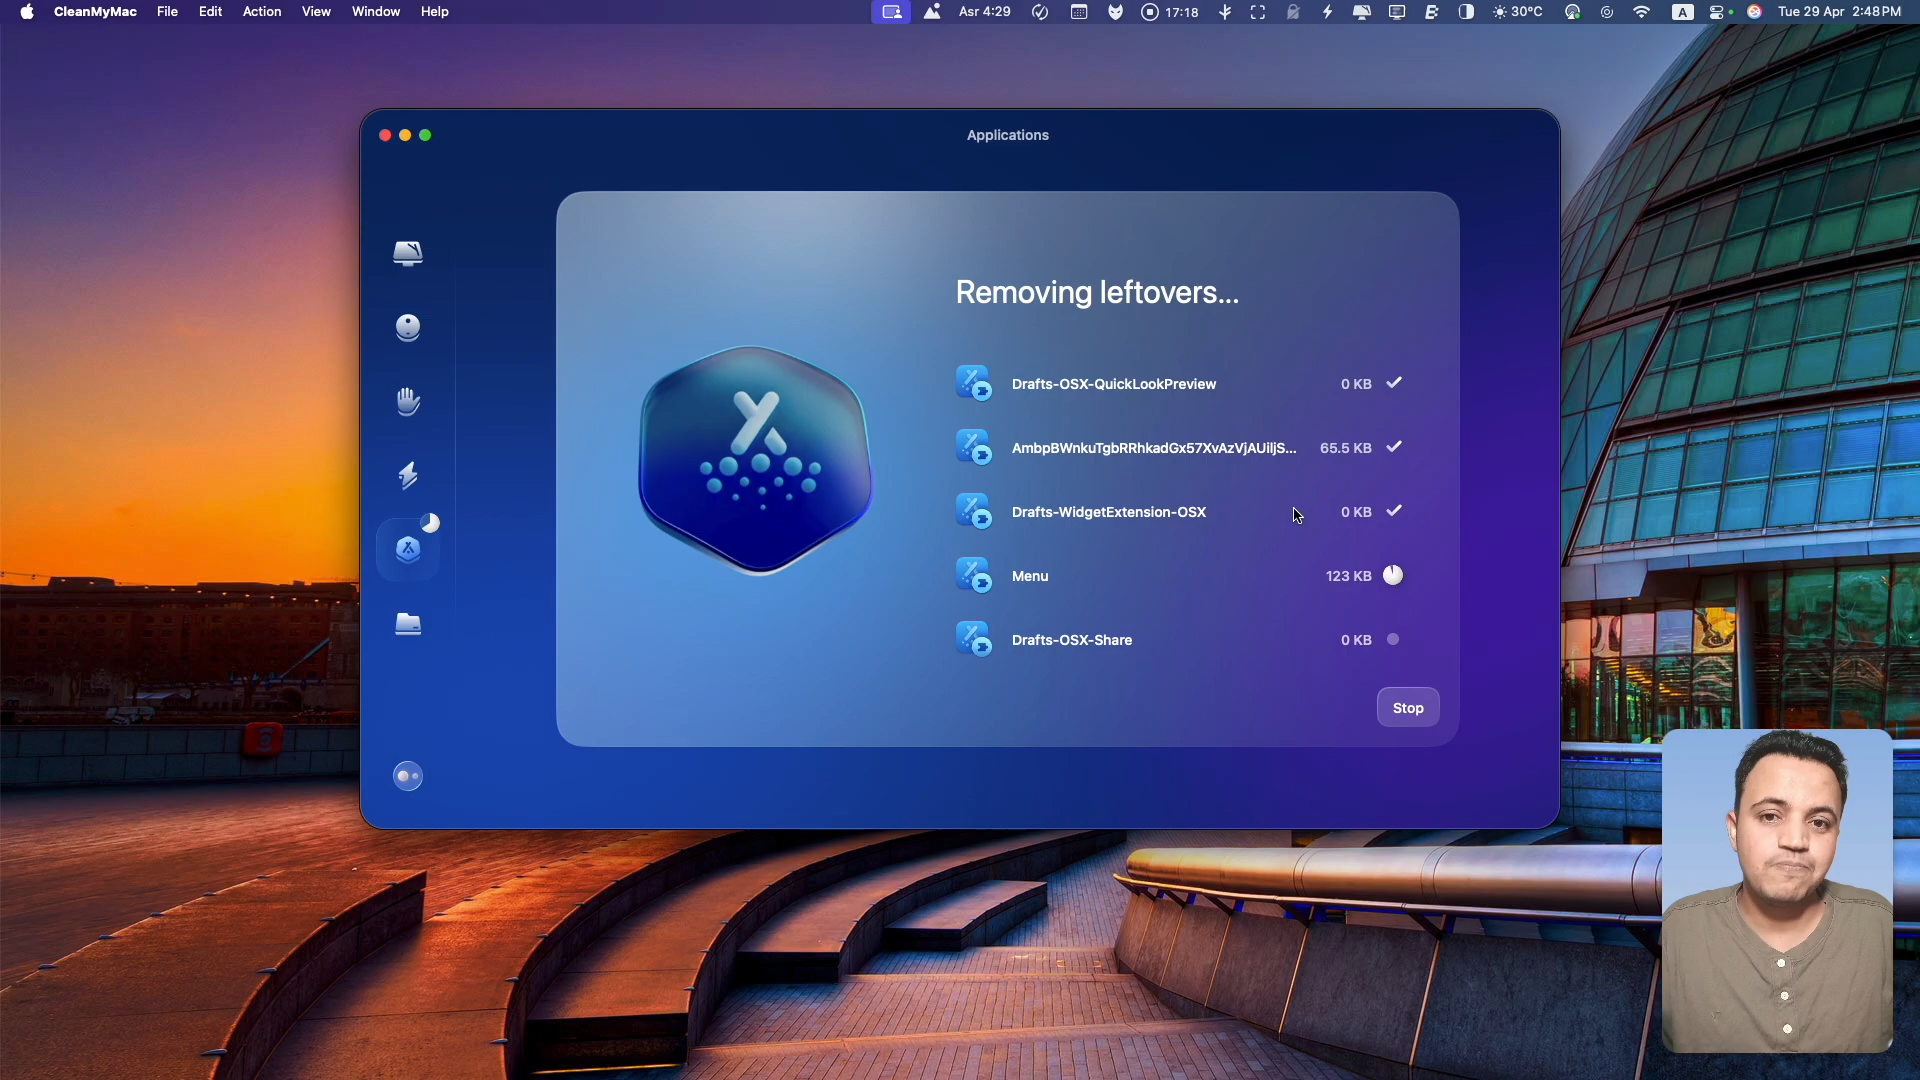 CleanMyMac File Edit Action View Window Help Asr 4:29 17:18 30°C A Tue 29 Apr 2:48 PM
Applications
Removing leftovers...
Drafts-OSX-QuickLookPreview 0 KB
AmbpBWnkuTgbRRhkadGx57XvAzVjAUiljS... 65.5 KB
Drafts-WidgetExtension-OSX 0 KB
Menu 123 KB
Drafts-OSX-Share 0 KB
Stop